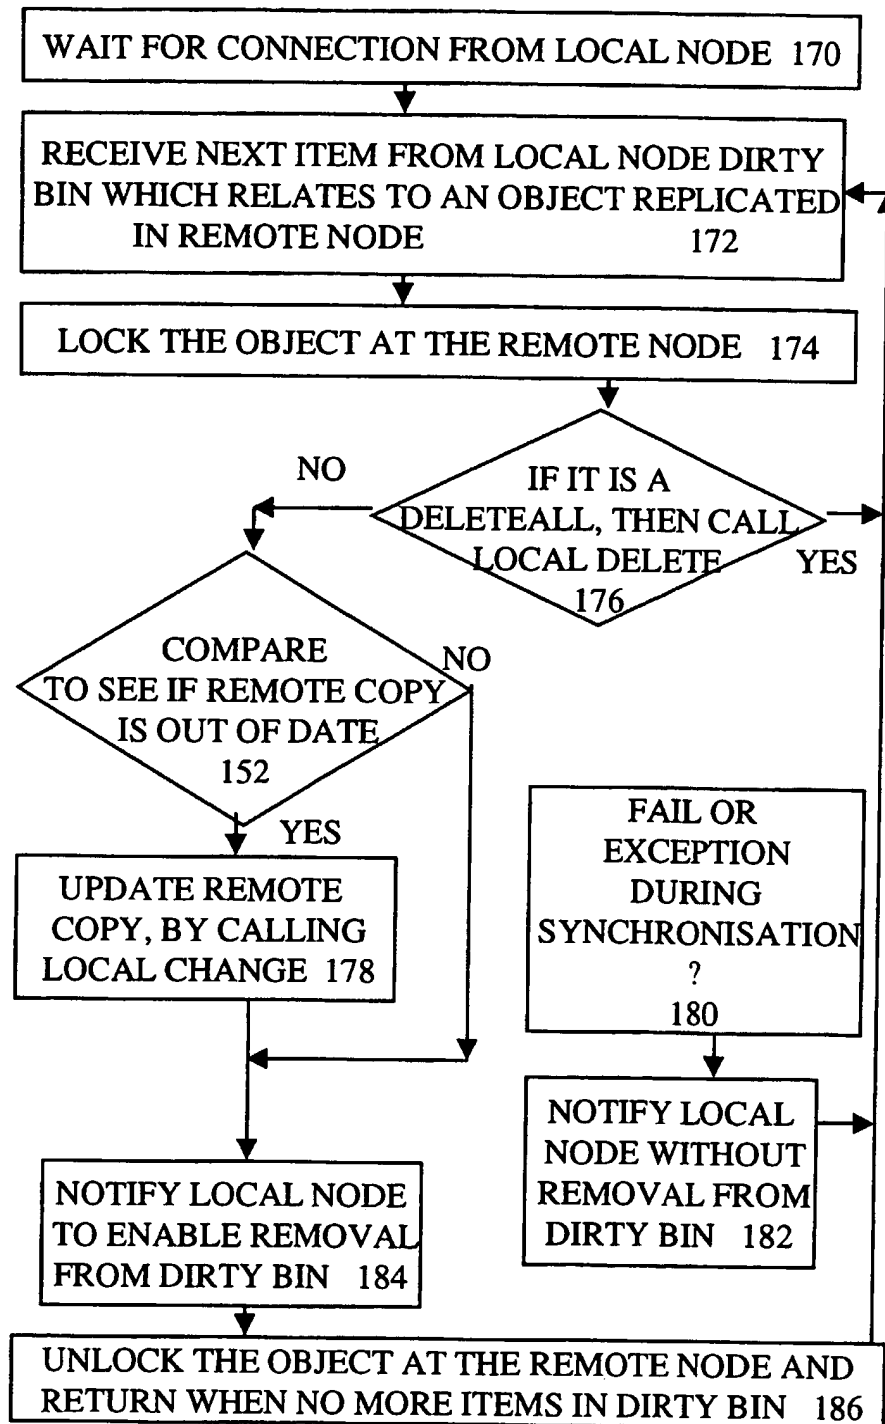 WAIT FOR CONNECTION FROM LOCAL NODE 170
RECEIVE NEXT ITEM FROM LOCAL NODE DIRTY
BIN WHICH RELATES TO AN OBJECT REPLICATED
IN REMOTE NODE 172
LOCK THE OBJECT AT THE REMOTE NODE 174
NO
IF IT IS A
DELETEALL, THEN CALL
LOCAL DELETE
176
YES
COMPARE
TO SEE IF REMOTE COPY
IS OUT OF DATE
152
NO
YES
UPDATE REMOTE
COPY, BY CALLING
LOCAL CHANGE 178
FAIL OR
EXCEPTION
DURING
SYNCHRONISATION
?
180
NOTIFY LOCAL
NODE WITHOUT
REMOVAL FROM
DIRTY BIN 182
NOTIFY LOCAL NODE
TO ENABLE REMOVAL
FROM DIRTY BIN 184
UNLOCK THE OBJECT AT THE REMOTE NODE AND
RETURN WHEN NO MORE ITEMS IN DIRTY BIN 186